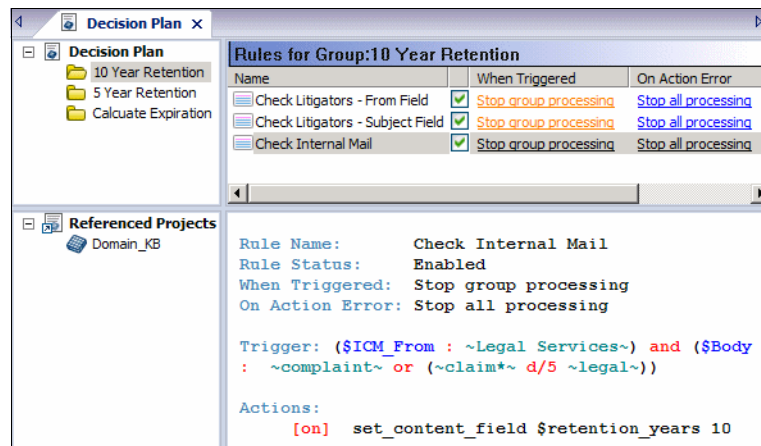 Decision Plan
Decision Plan
10 Year Retention
5 Year Retention
Calcuate Expiration
Rules for Group:10 Year Retention
Name When Triggered On Action Error
Check Litigators - From Field Stop group processing Stop all processing
Check Litigators - Subject Field Stop group processing Stop all processing
Check Internal Mail Stop group processing Stop all processing
Referenced Projects
Domain_KB
Rule Name: Check Internal Mail
Rule Status: Enabled
When Triggered: Stop group processing
On Action Error: Stop all processing
Trigger: ($ICM_From : ~Legal Services~) and ($Body
: ~complaint~ or (~claim*~ d/5 ~legal~))
Actions:
[on] set_content_field $retention_years 10